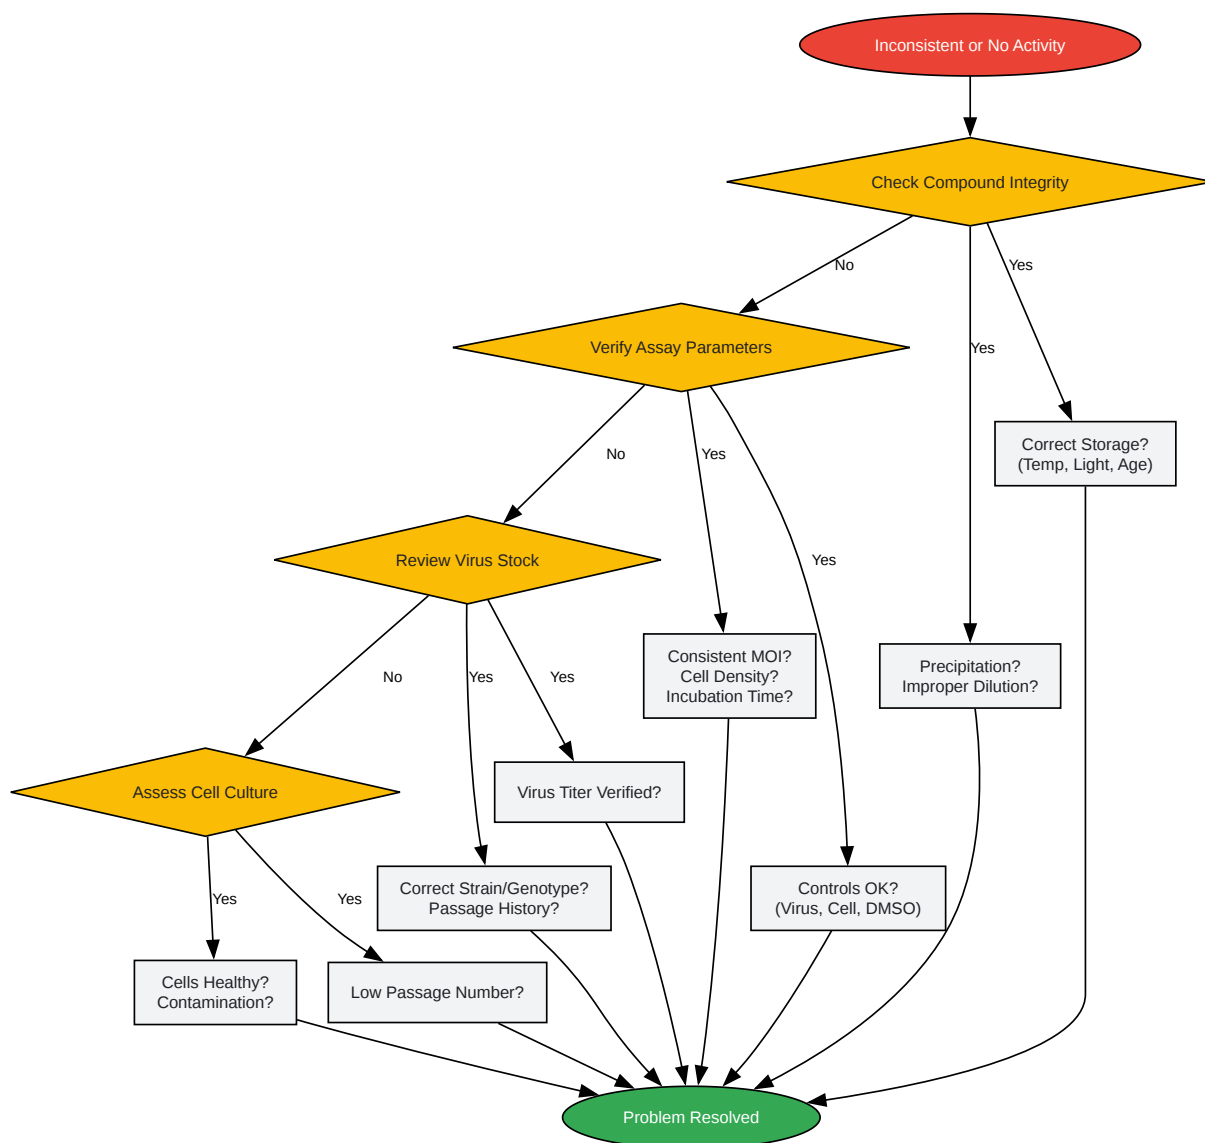 Inconsistent or No Activity
Check Compound Integrity
No
Yes
Yes
Verify Assay Parameters
Correct Storage?
(Temp, Light, Age)
No
Yes
Yes
Review Virus Stock
Consistent MOI?
Cell Density?
Incubation Time?
Precipitation?
Improper Dilution?
No
Yes
Yes
Assess Cell Culture
Virus Titer Verified?
Correct Strain/Genotype?
Passage History?
Controls OK?
(Virus, Cell, DMSO)
Yes
Yes
Cells Healthy?
Contamination?
Low Passage Number?
Problem Resolved